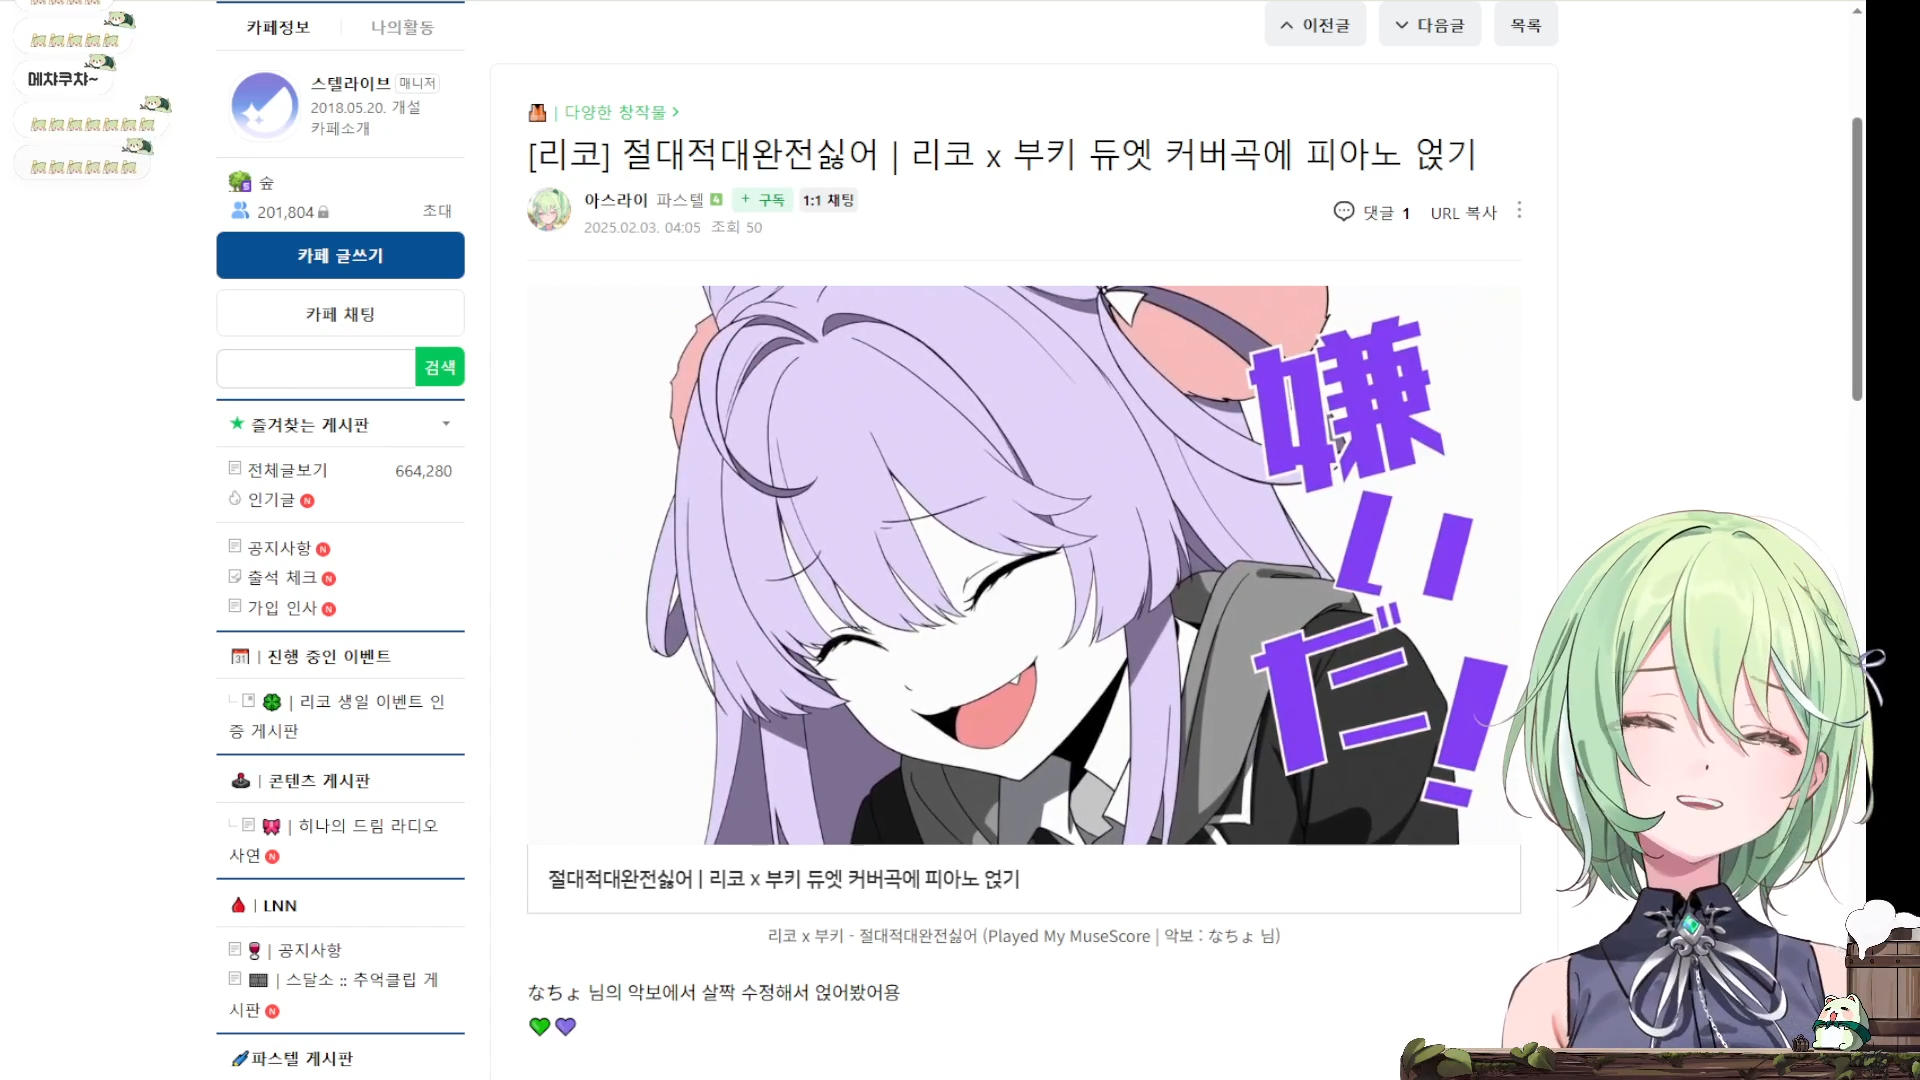 메챠쿠챠~
카페정보
나의활동
스텔라이브 매니저
2018.05.20. 개설
카페소개
숲
201,804
초대
카페 글쓰기
카페 채팅
검색
즐겨찾는 게시판
전체글보기 664,280
인기글 N
공지사항 N
출석 체크 N
가입 인사 N
31 | 진행 중인 이벤트
| 리코 생일 이벤트 인
증 게시판
| 콘텐츠 게시판
| 히나의 드림 라디오
사연 N
| LNN
| 공지사항
| 스달소 :: 추억클립 게
시판 N
파스텔 게시판
이전글
다음글
목록
| 다양한 창작물 >
[리코] 절대적대완전싫어 | 리코 x 부키 듀엣 커버곡에 피아노 얹기
아스라이 파스텔 4 + 구독 1:1 채팅
2025.02.03. 04:05 조회 50
댓글 1 URL 복사
嫌いだ!
절대적대완전싫어 | 리코 x 부키 듀엣 커버곡에 피아노 얹기
리코 x 부키 - 절대적대완전싫어 (Played My MuseScore | 악보 : なちょ 님)
なちょ 님의 악보에서 살짝 수정해서 얹어봤어용